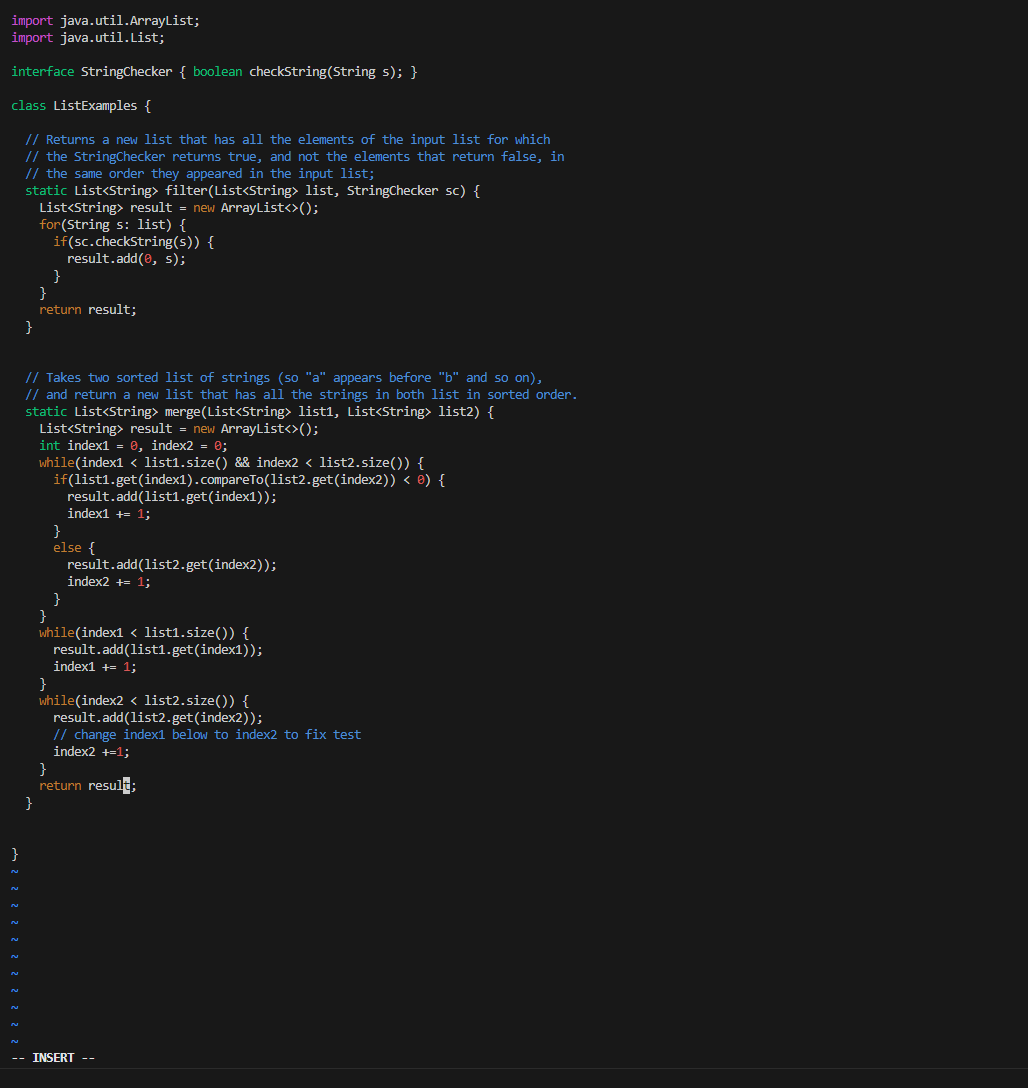 import java.util.ArrayList;
import java.util.List;

interface StringChecker { boolean checkString(String s); }

class ListExamples {

  // Returns a new list that has all the elements of the input list for which
  // the StringChecker returns true, and not the elements that return false, in
  // the same order they appeared in the input list;
  static List<String> filter(List<String> list, StringChecker sc) {
    List<String> result = new ArrayList<>();
    for(String s: list) {
      if(sc.checkString(s)) {
        result.add(0, s);
      }
    }
    return result;
  }


  // Takes two sorted list of strings (so "a" appears before "b" and so on),
  // and return a new list that has all the strings in both list in sorted order.
  static List<String> merge(List<String> list1, List<String> list2) {
    List<String> result = new ArrayList<>();
    int index1 = 0, index2 = 0;
    while(index1 < list1.size() && index2 < list2.size()) {
      if(list1.get(index1).compareTo(list2.get(index2)) < 0) {
        result.add(list1.get(index1));
        index1 += 1;
      }
      else {
        result.add(list2.get(index2));
        index2 += 1;
      }
    }
    while(index1 < list1.size()) {
      result.add(list1.get(index1));
      index1 += 1;
    }
    while(index2 < list2.size()) {
      result.add(list2.get(index2));
      // change index1 below to index2 to fix test
      index2 +=1;
    }
    return result;
  }


}
~
~
~
~
~
~
~
~
~
~
~
-- INSERT --